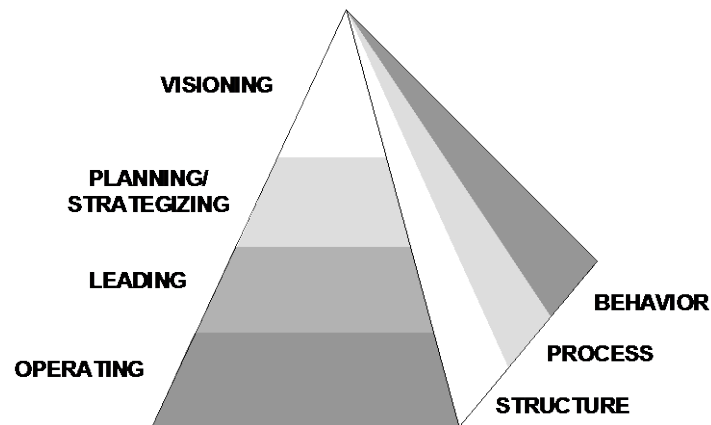 VISIONING
PLANNING/
STRATEGIZING
LEADING
OPERATING
BEHAVIOR
PROCESS
STRUCTURE